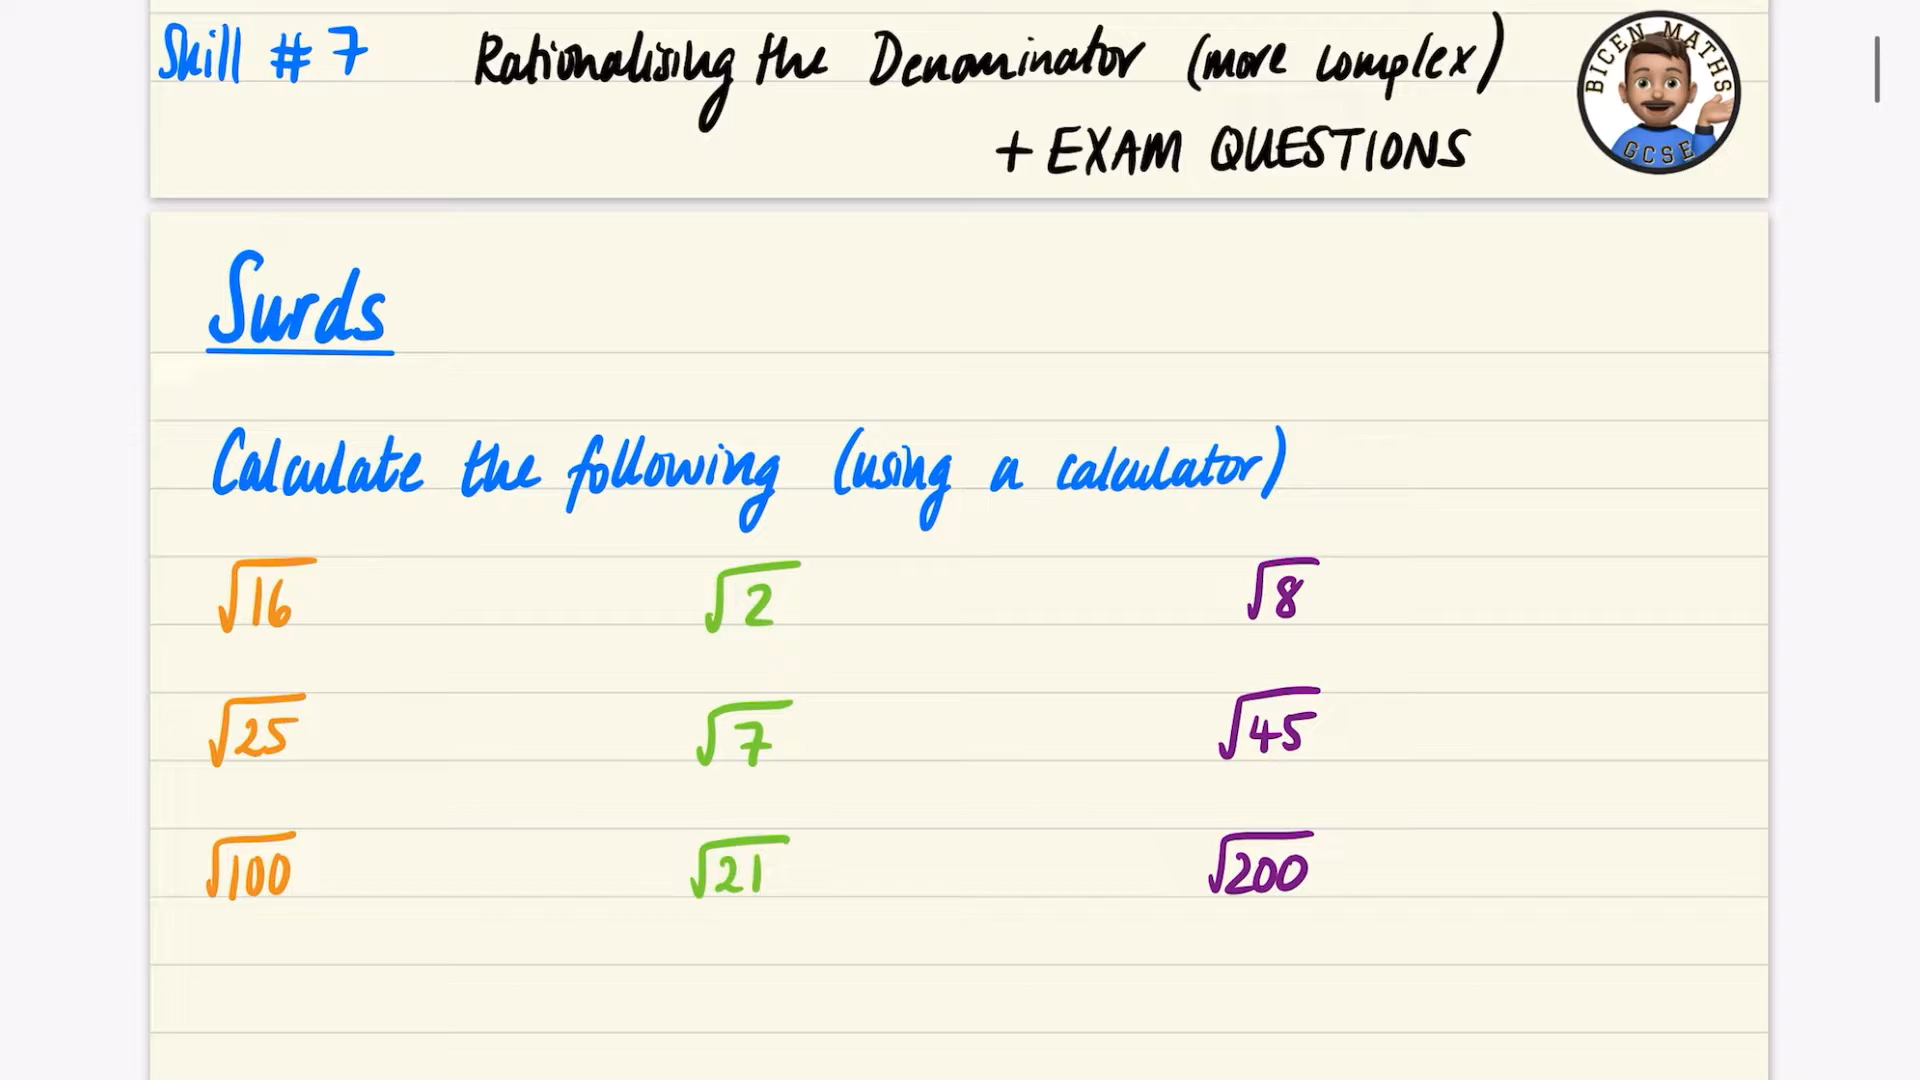 Skill #7 Rationalising the Denominator (more complex)
+ EXAM QUESTIONS
BICEN MATHS
GCSE
Surds
Calculate the following (using a calculator)
√16 √2 √8
√25 √7 √45
√100 √21 √200